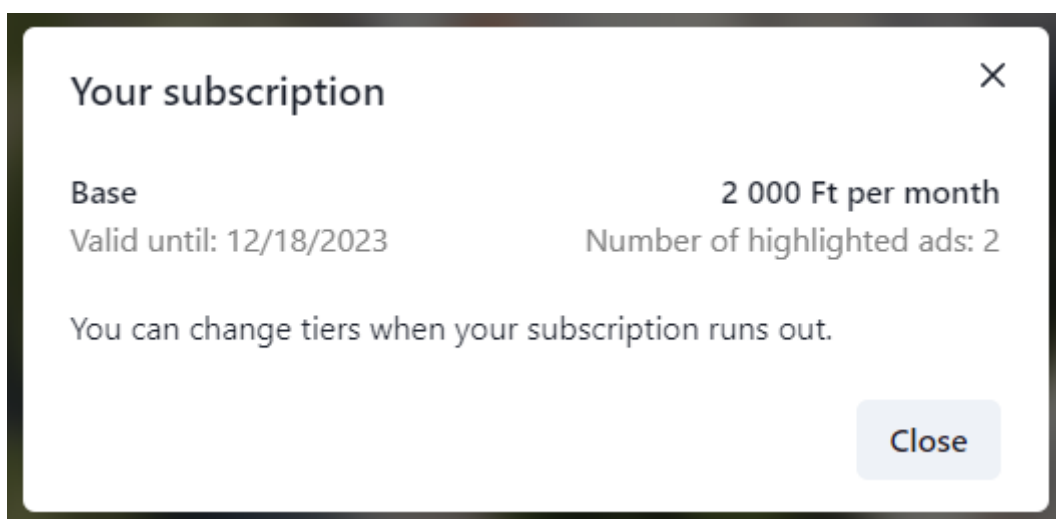 Your subscription
Base
2 000 Ft per month
Valid until: 12/18/2023
Number of highlighted ads: 2
You can change tiers when your subscription runs out.
Close